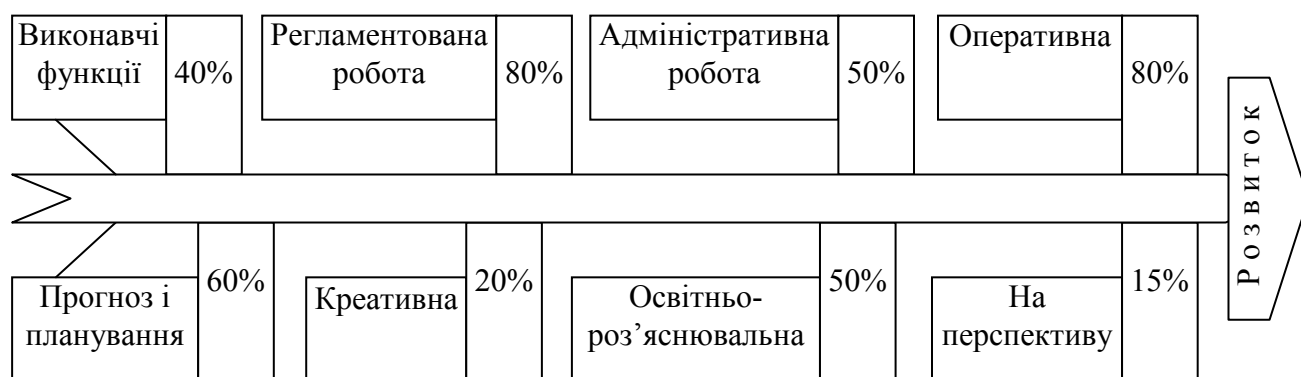 Виконавчі
функції
40%
Регламентована
робота
80%
Адміністративна
робота
50%
Оперативна
80%
Прогноз і
планування
60%
Креативна
20%
Освітньо-
роз’яснювальна
50%
На
перспективу
15%
Розвиток